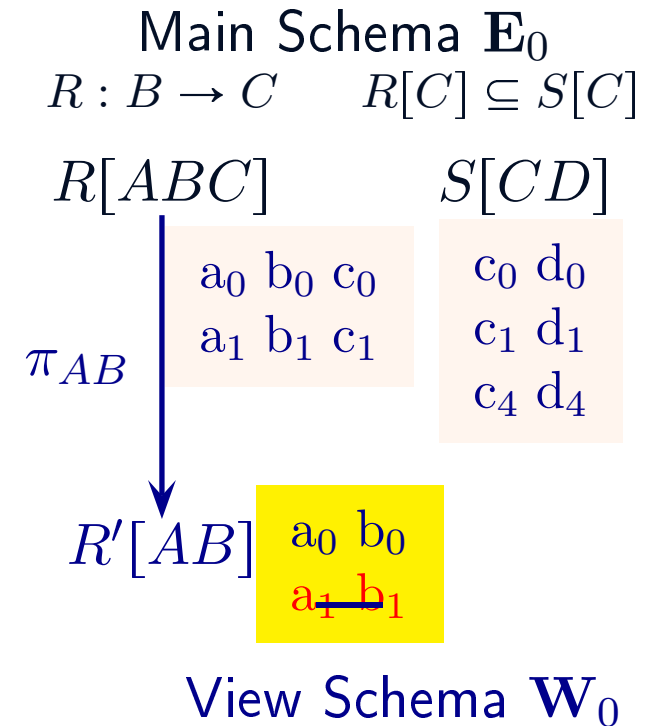 Main Schema E₀
R : B → C R[C] ⊆ S[C]
R[ABC] S[CD]
a₀ b₀ c₀ c₀ d₀
a₁ b₁ c₁ c₁ d₁
π_AB c₄ d₄
R′[AB] a₀ b₀
a₁ b₁
View Schema W₀